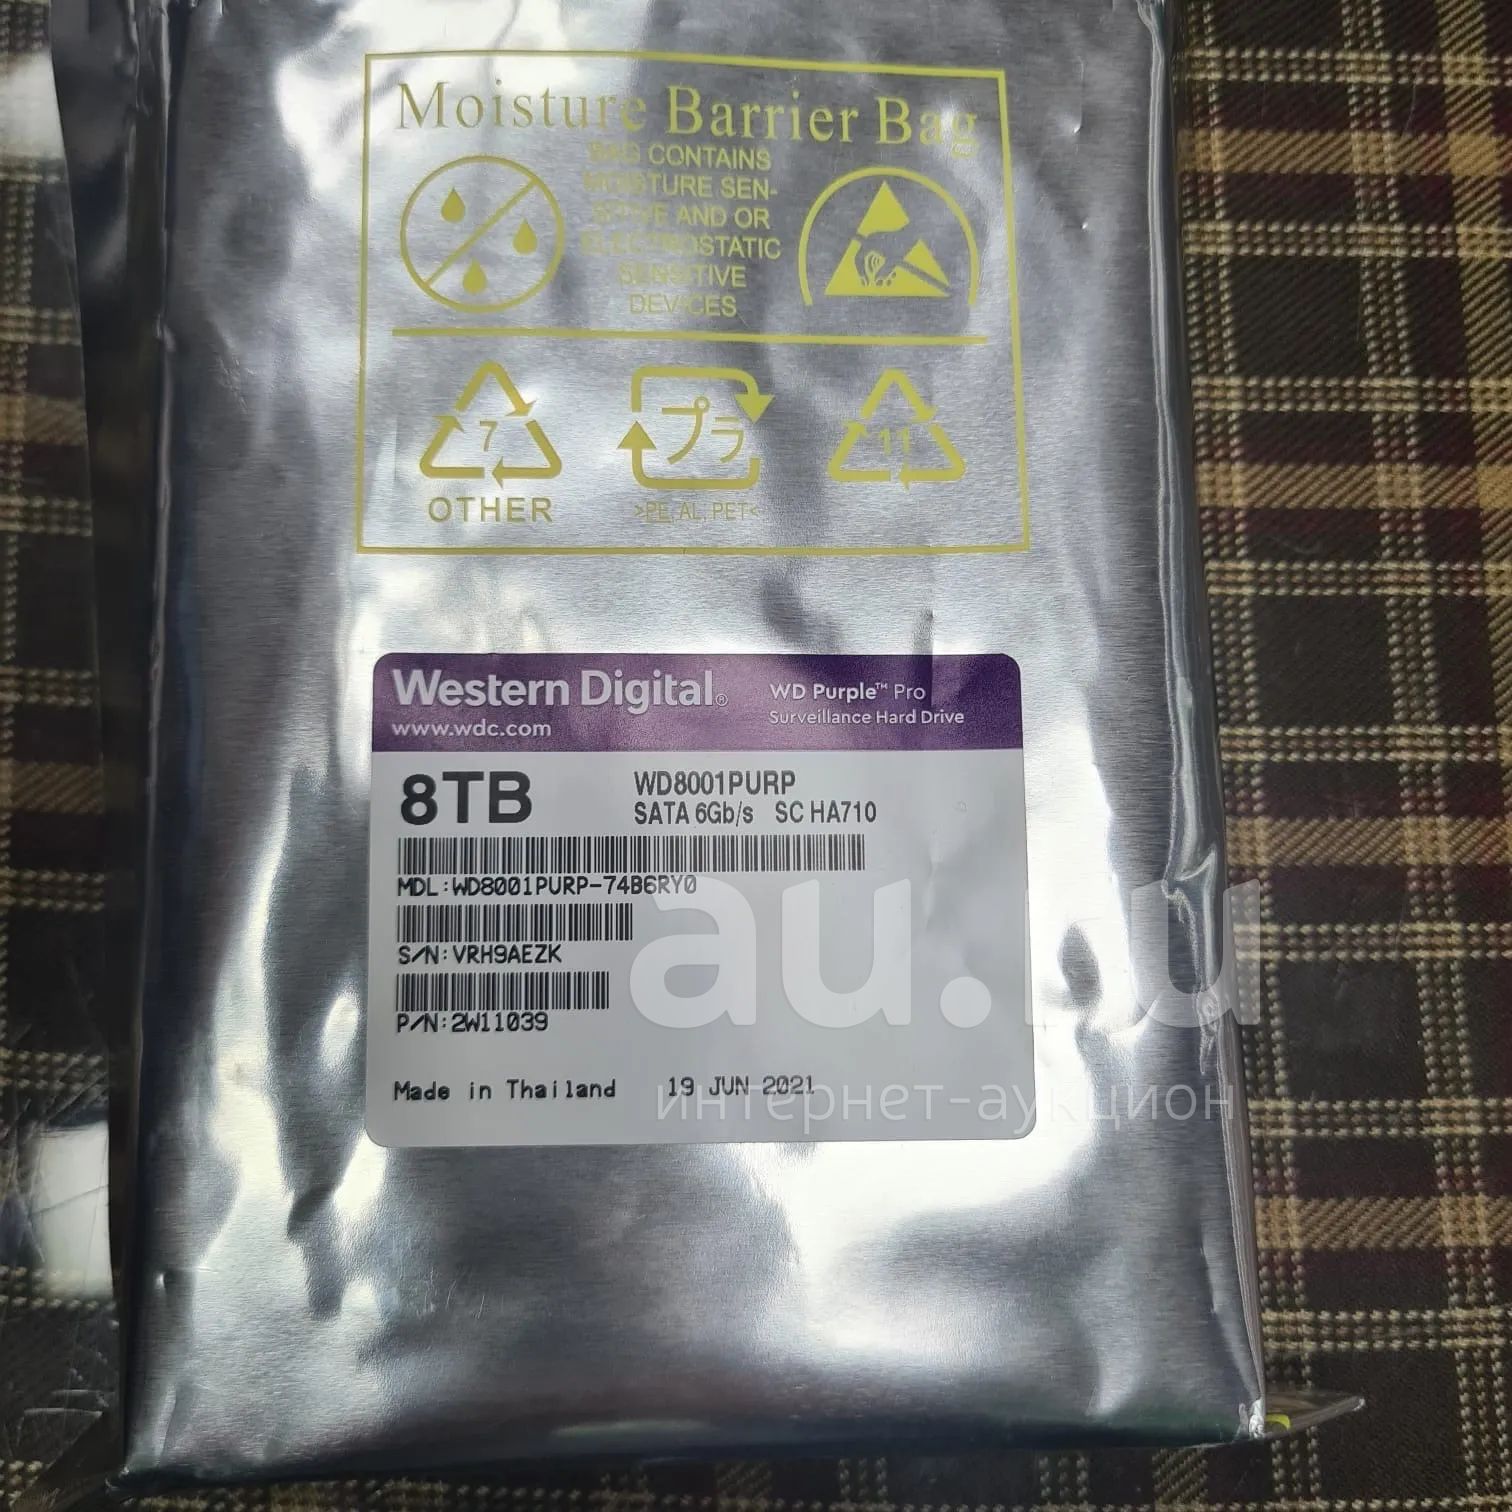 Moisture Barrier Bag
BAG CONTAINS
MOISTURE SEN-
SITIVE AND OR
ELECTROSTATIC
SENSITIVE
DEVICES
7
プラ
11
OTHER
>PE, AL, PET<
Western Digital®
WD Purple™ Pro
www.wdc.com
Surveillance Hard Drive
8TB
WD8001PURP
SATA 6Gb/s SC HA710
MDL:WD8001PURP-74B6RY0
S/N:VRH9AEZK
P/N:2W11039
Made in Thailand 19 JUN 2021
au.ru
интернет-аукцион